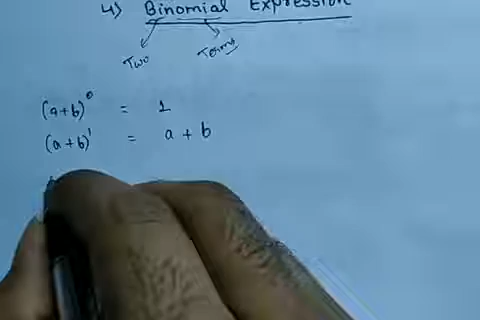 4) Binomial Expression
Two Terms
(a+b)⁰ = 1
(a+b)¹ = a + b